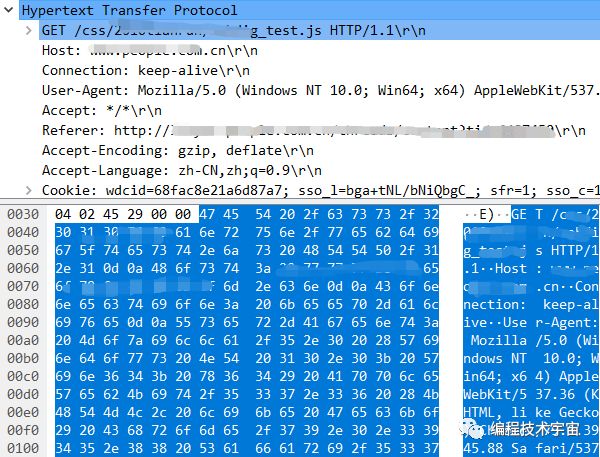 Hypertext Transfer Protocol
GET /css/2 _test.js HTTP/1.1\r\n
Host: www.people.com.cn\r\n
Connection: keep-alive\r\n
User-Agent: Mozilla/5.0 (Windows NT 10.0; Win64; x64) AppleWebKit/537.
Accept: */*\r\n
Referer: http:// \r\n
Accept-Encoding: gzip, deflate\r\n
Accept-Language: zh-CN,zh;q=0.9\r\n
Cookie: wdcid=68fac8e21a6d87a7; sso_l=bga+tNL/bNiQbgC_; sfr=1; sso_c=1
0030 04 02 45 29 00 00 47 45 54 20 2f 63 73 73 2f 32 ··E)··GE T /css/2
0040 30 31 30 61 6e 72 75 6e 2f 77 65 62 64 69
0050 67 5f 74 65 73 74 2e 6a 73 20 48 54 54 50 2f 31 g_test.j s HTTP/1
0060 2e 31 0d 0a 48 6f 73 74 3a 65 .1··Host :
0070 6d 2e 63 6e 0d 0a 43 6f 6e .cn··Con
0080 6e 65 63 74 69 6f 6e 3a 20 6b 65 65 70 2d 61 6c nection: keep-al
0090 69 76 65 0d 0a 55 73 65 72 2d 41 67 65 6e 74 3a ive··Use r-Agent:
00a0 20 4d 6f 7a 69 6c 6c 61 2f 35 2e 30 20 28 57 69 Mozilla /5.0 (Wi
00b0 6e 64 6f 77 73 20 4e 54 20 31 30 2e 30 3b 20 57 ndows NT 10.0; W
00c0 69 6e 36 34 3b 20 78 36 34 29 20 41 70 70 6c 65 in64; x6 4) Apple
00d0 57 65 62 4b 69 74 2f 35 33 37 2e 33 36 20 28 4b WebKit/5 37.36 (K
00e0 48 54 4d 4c 2c 20 6c 69 6b 65 20 47 65 63 6b 6f HTML, li ke Gecko
00f0 29 20 43 68 72 6f 6d 65 2f 37 39 2e 30 2e 33 39
0100 34 35 2e 38 38 20 53 61 66 61 72 69 2f 35 33 37 45.88 Sa fari/537
编程技术宇宙